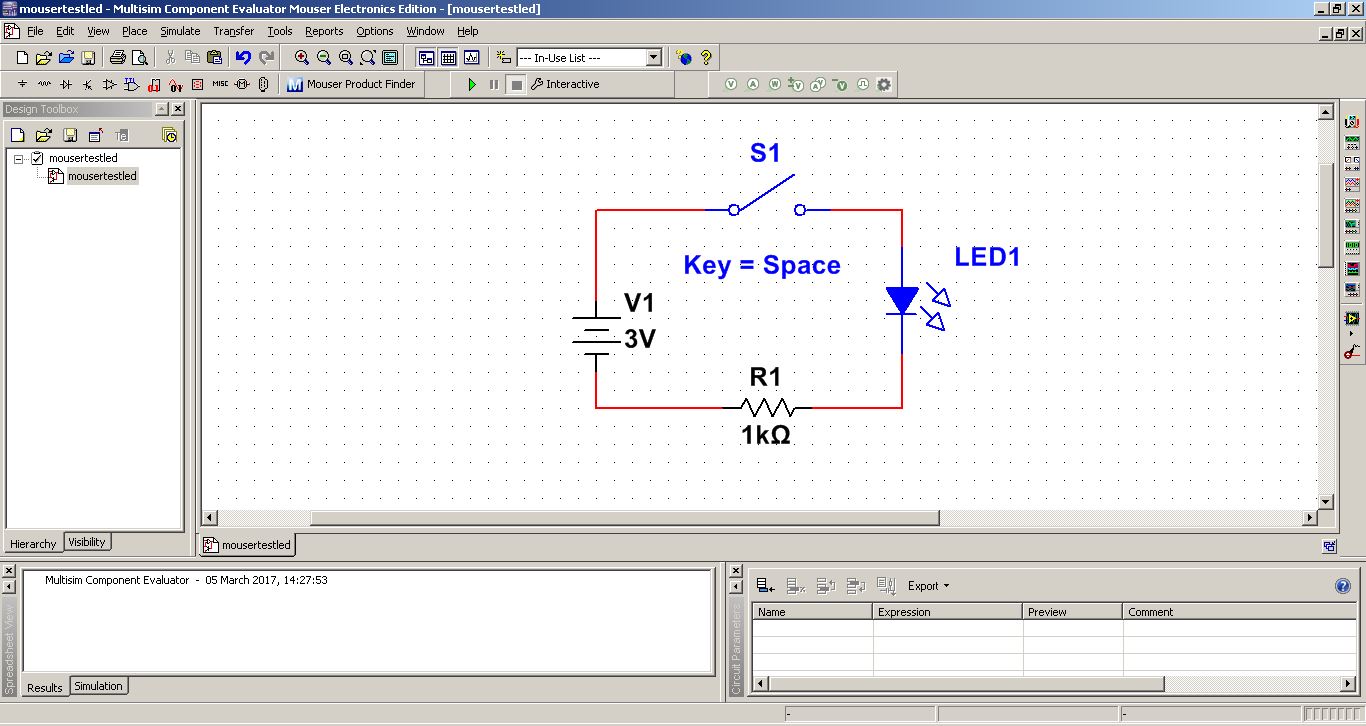 mousertestled - Multisim Component Evaluator Mouser Electronics Edition - [mousertestled]
File Edit View Place Simulate Transfer Tools Reports Options Window Help
--- In-Use List ---
MISC Mouser Product Finder Interactive
Design Toolbox
mousertestled
mousertestled
Hierarchy Visibility
S1
Key = Space
LED1
V1
3V
R1
1kΩ
mousertestled
Spreadsheet View
Multisim Component Evaluator - 05 March 2017, 14:27:53
Results Simulation
Circuit Parameters
Export
Name Expression Preview Comment
- -